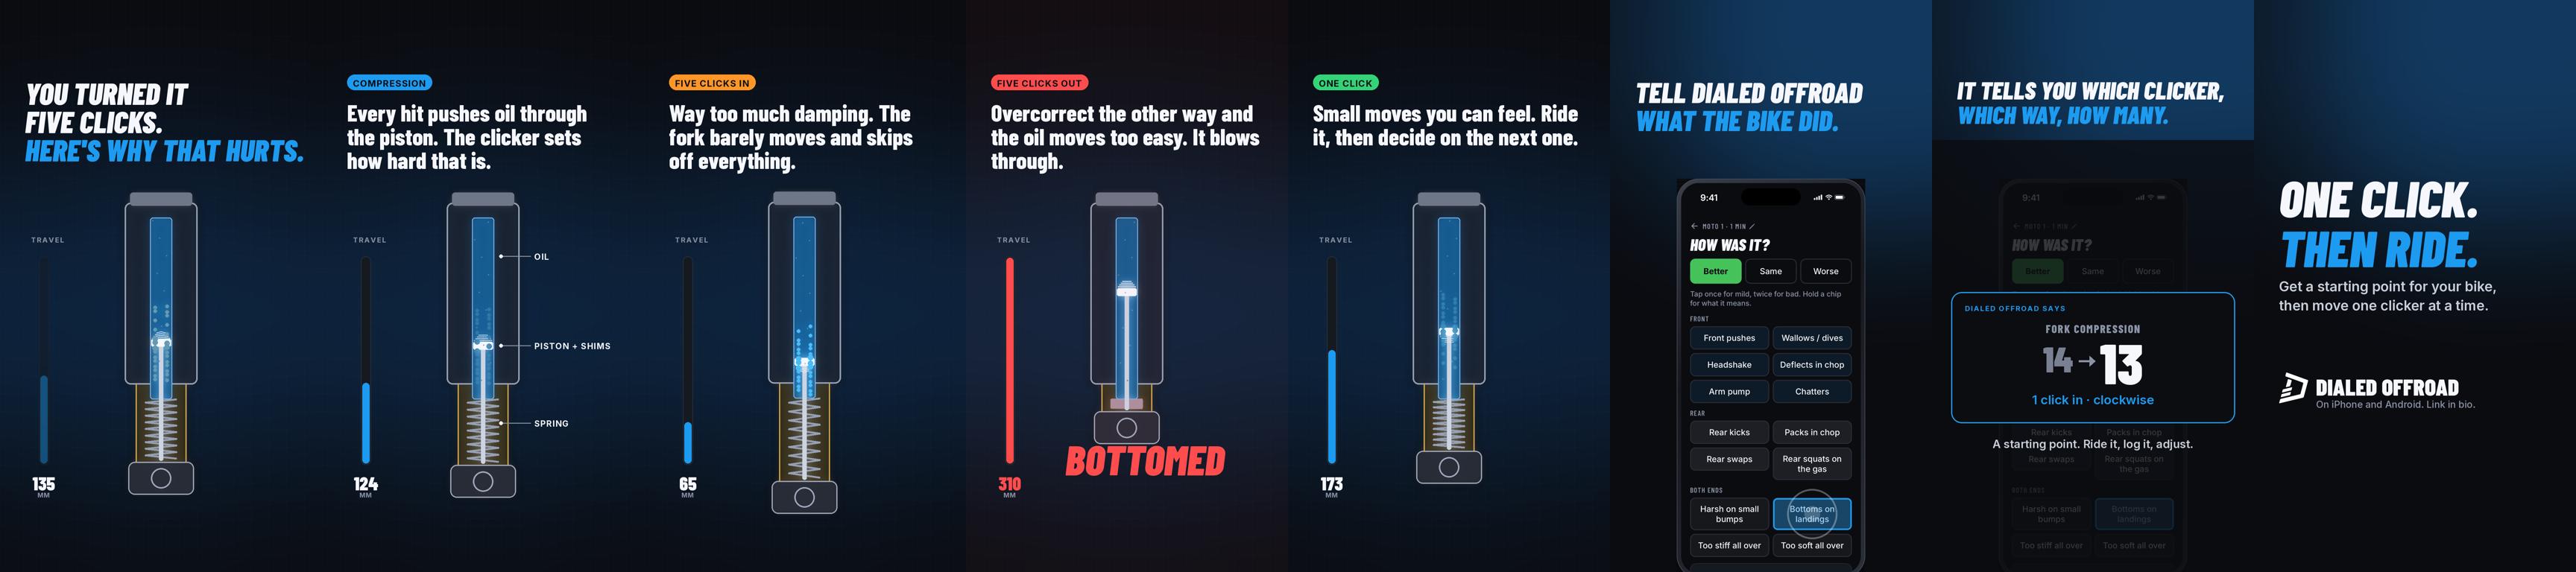 YOU TURNED IT
FIVE CLICKS.
HERE'S WHY THAT HURTS.
TRAVEL
135
MM
COMPRESSION
Every hit pushes oil through
the piston. The clicker sets
how hard that is.
TRAVEL
OIL
PISTON + SHIMS
SPRING
124
MM
FIVE CLICKS IN
Way too much damping. The
fork barely moves and skips
off everything.
TRAVEL
65
MM
FIVE CLICKS OUT
Overcorrect the other way and
the oil moves too easy. It blows
through.
TRAVEL
BOTTOMED
310
MM
ONE CLICK
Small moves you can feel. Ride
it, then decide on the next one.
TRAVEL
173
MM
TELL DIALED OFFROAD
WHAT THE BIKE DID.
9:41
MOTO 1 · 1 MIN
HOW WAS IT?
Better Same Worse
Tap once for mild, twice for bad. Hold a chip
for what it means.
FRONT
Front pushes Wallows / dives
Headshake Deflects in chop
Arm pump Chatters
REAR
Rear kicks Packs in chop
Rear swaps Rear squats on
the gas
BOTH ENDS
Harsh on small
bumps
Bottoms on
landings
Too stiff all over Too soft all over
IT TELLS YOU WHICH CLICKER,
WHICH WAY, HOW MANY.
9:41
MOTO 1 · 1 MIN
HOW WAS IT?
Better Same Worse
DIALED OFFROAD SAYS
FORK COMPRESSION
14 → 13
1 click in · clockwise
Rear kicks Packs in chop
A starting point. Ride it, log it, adjust.
Rear swaps Rear squats on
the gas
BOTH ENDS
Harsh on small
bumps
Bottoms on
landings
Too stiff all over Too soft all over
ONE CLICK.
THEN RIDE.
Get a starting point for your bike,
then move one clicker at a time.
DIALED OFFROAD
On iPhone and Android. Link in bio.